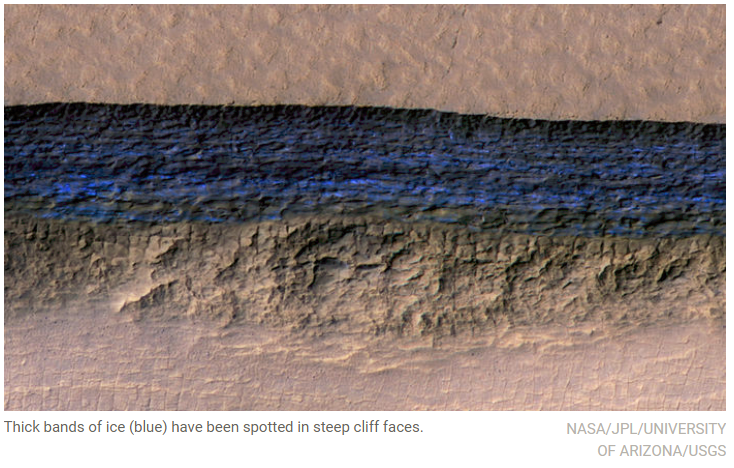 Thick bands of ice (blue) have been spotted in steep cliff faces.
NASA/JPL/UNIVERSITY
OF ARIZONA/USGS